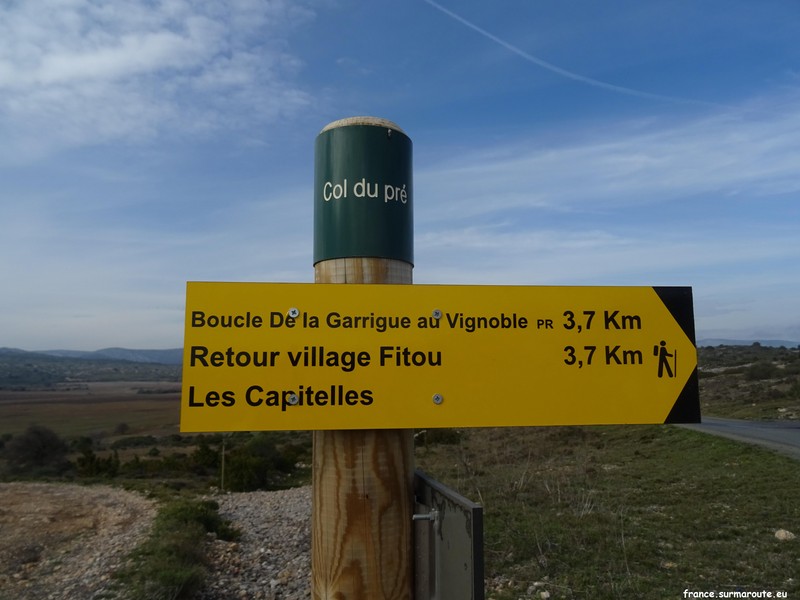 Col du pré
Boucle De la Garrigue au Vignoble PR 3,7 Km
Retour village Fitou 3,7 Km
Les Capitelles
france.surmaroute.eu